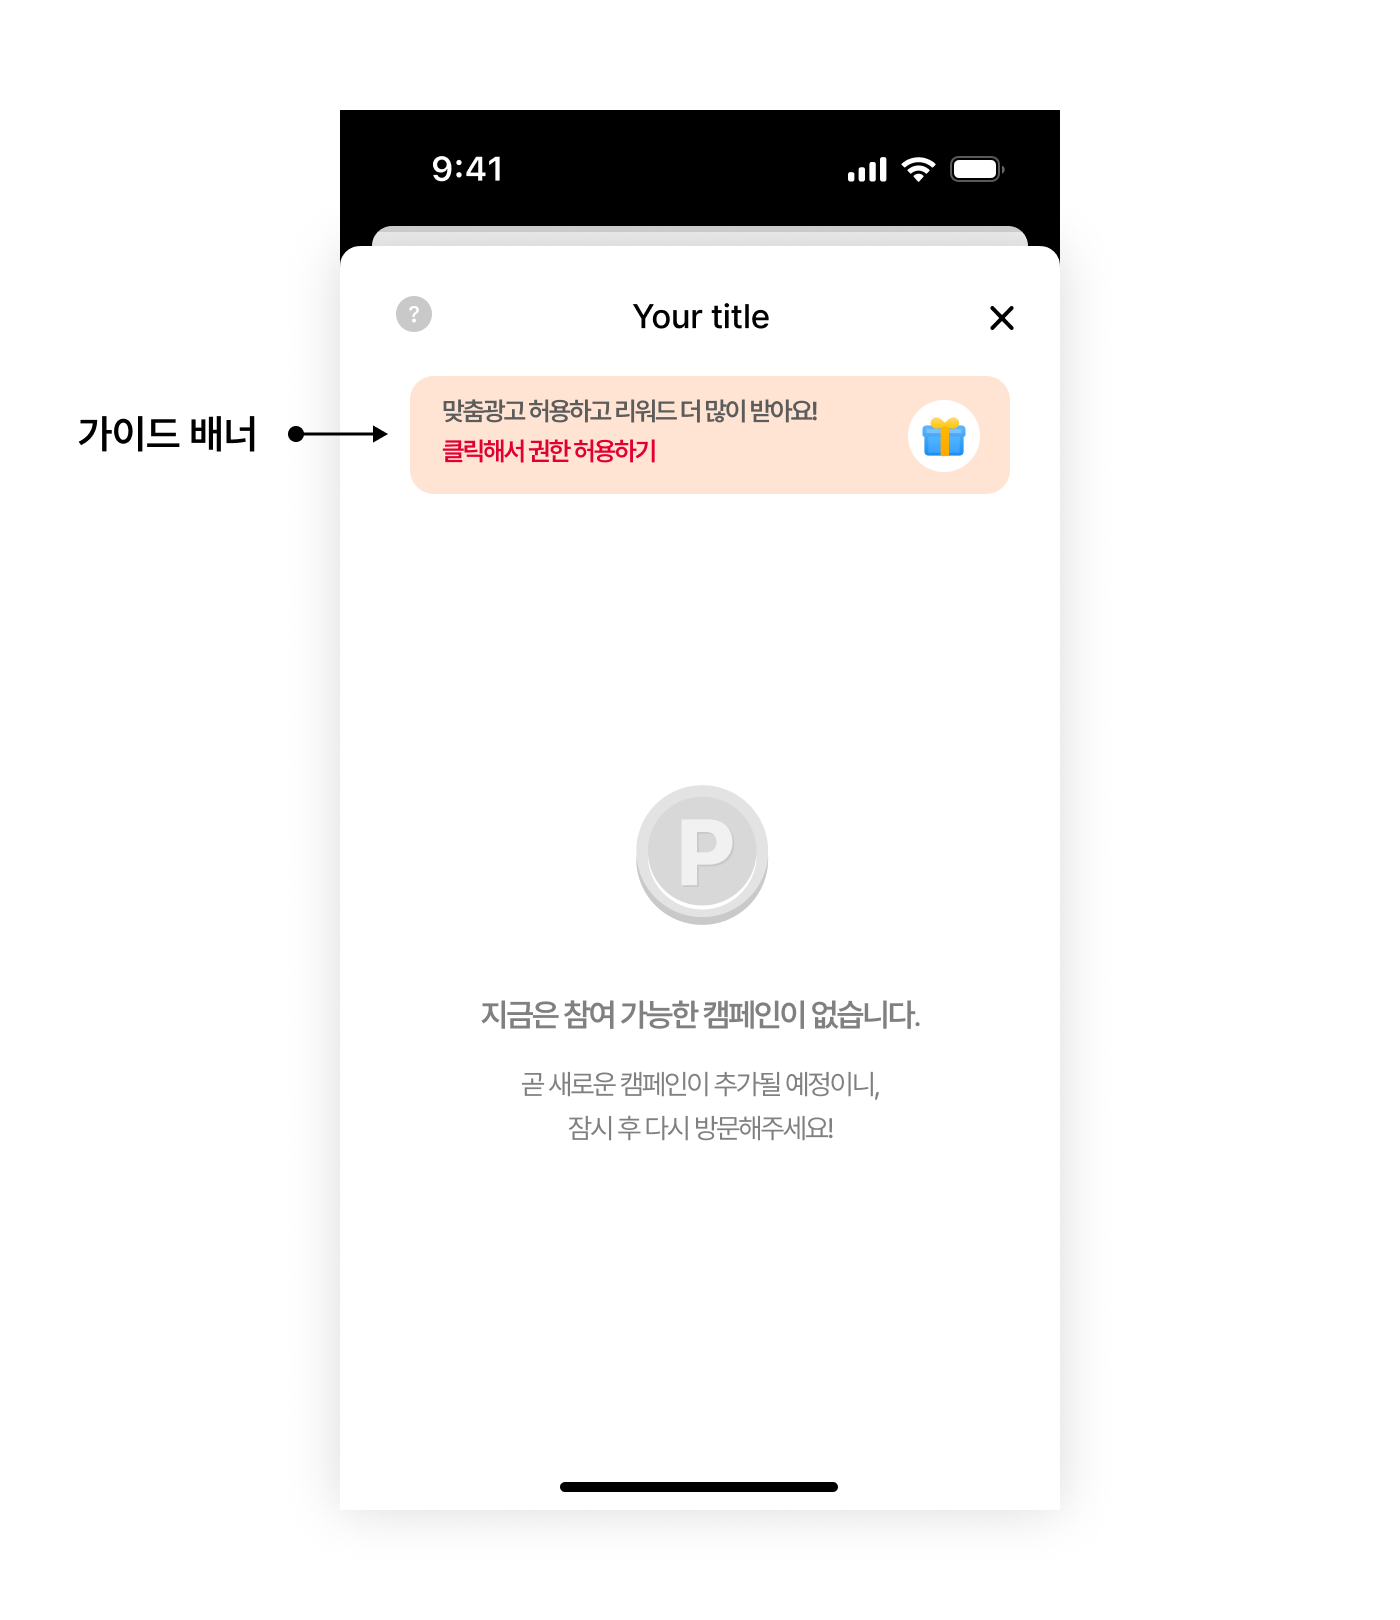 9:41
?
Your title
가이드 배너
맞춤광고 허용하고 리워드 더 많이 받아요!
클릭해서 권한 허용하기
P
지금은 참여 가능한 캠페인이 없습니다.
곧 새로운 캠페인이 추가될 예정이니,
잠시 후 다시 방문해주세요!